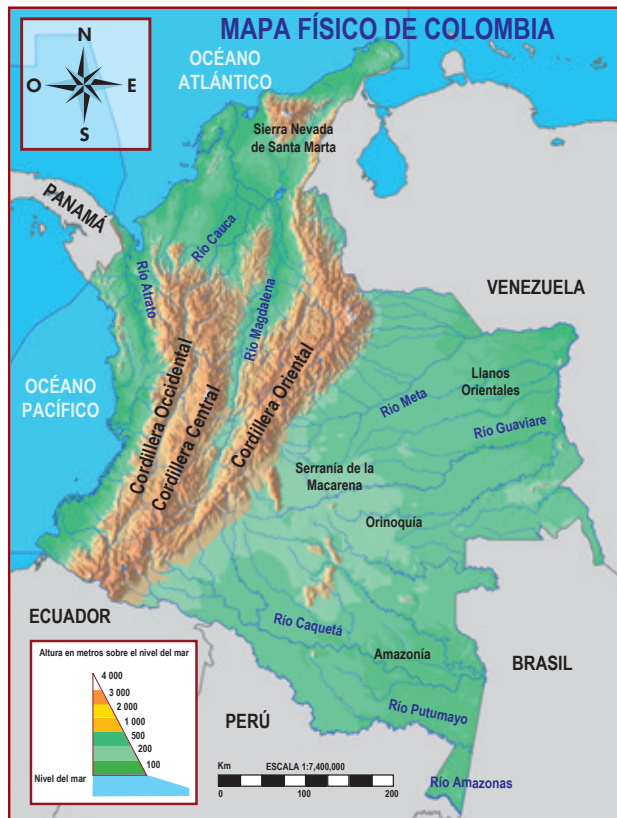 MAPA FÍSICO DE COLOMBIA
N
O
E
S
OCÉANO
ATLÁNTICO
Sierra Nevada
de Santa Marta
PANAMÁ
Río Cauca
Río Atrato
Río Magdalena
VENEZUELA
OCÉANO
PACÍFICO
Cordillera Occidental
Cordillera Central
Cordillera Oriental
Llanos
Orientales
Río Meta
Río Guaviare
Serranía de la
Macarena
Orinoquía
ECUADOR
Río Caquetá
Amazonía
BRASIL
PERÚ
Río Putumayo
Río Amazonas
Altura en metros sobre el nivel del mar
4 000
3 000
2 000
1 000
500
200
100
Nivel del mar
Km
ESCALA 1:7,400,000
0
100
200